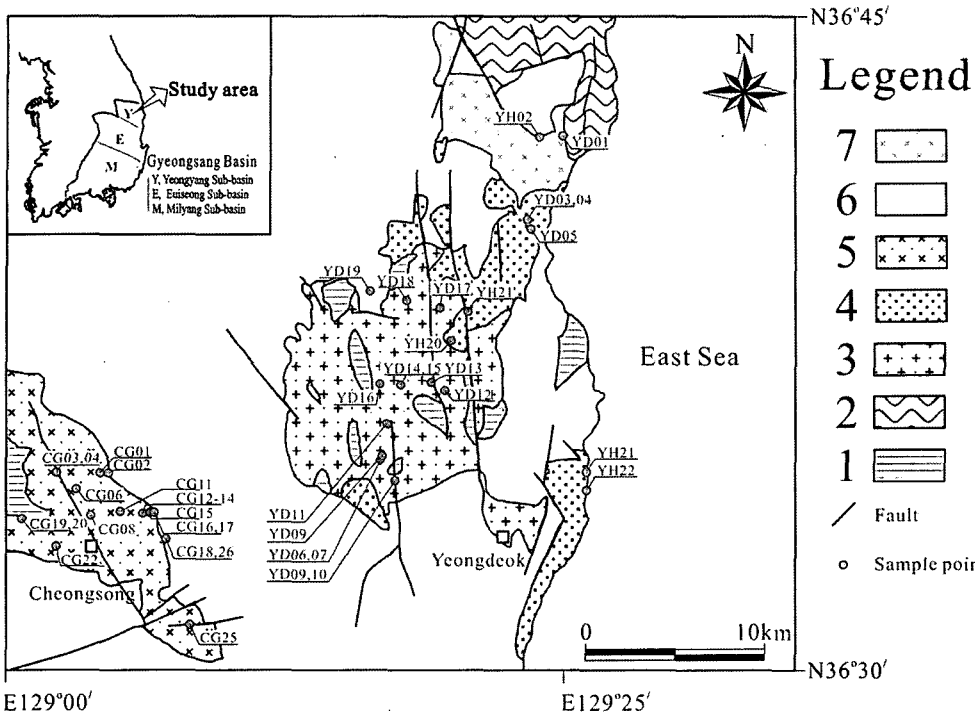 N36°45′
Study area
Y
E
M
Gyeongsang Basin
Y, Yeongyang Sub-basin
E, Euiseong Sub-basin
M, Milyang Sub-basin
N
Legend
7
6
5
4
3
2
1
Fault
Sample poin
YH02
YD01
YD03,04
YD05
YD19
YD18
YD17
YH21
YH20
YD14,15
YD13
YD16
YD12
East Sea
CG03,04
CG01
CG02
CG06
CG11
CG12-14
CG15
CG19,20
CG08
CG16,17
CG22
CG18,26
Cheongsong
CG25
YD11
YD09
YD06,07
YD09,10
YH21
YH22
Yeongdeok
0
10km
N36°30′
E129°00′
E129°25′